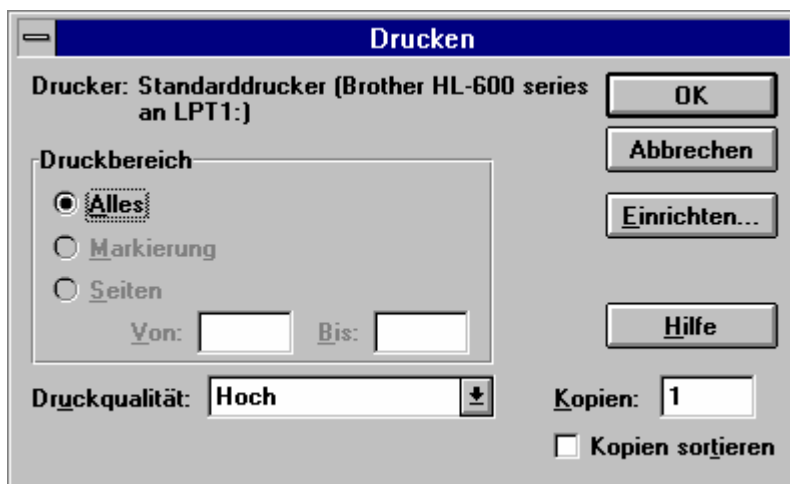 Drucken
Drucker: Standarddrucker (Brother HL-600 series
an LPT1:)
OK
Abbrechen
Druckbereich
Alles
Einrichten...
Markierung
Seiten
Von: Bis:
Hilfe
Druckqualität: Hoch
Kopien: 1
Kopien sortieren